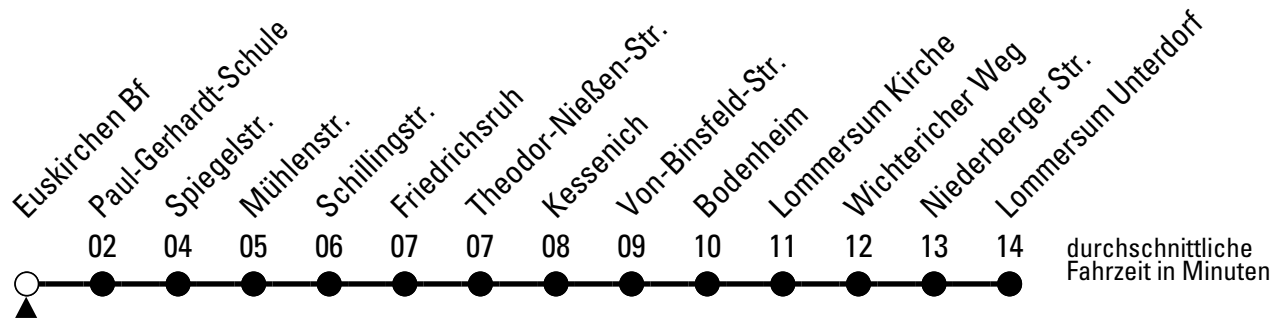 Euskirchen Bf
Paul-Gerhardt-Schule
Spiegelstr.
Mühlenstr.
Schillingstr.
Friedrichsruh
Theodor-Nießen-Str.
Kessenich
Von-Binsfeld-Str.
Bodenheim
Lommersum Kirche
Wichtericher Weg
Niederberger Str.
Lommersum Unterdorf
02 04 05 06 07 07 08 09 10 11 12 13 14
durchschnittliche
Fahrzeit in Minuten